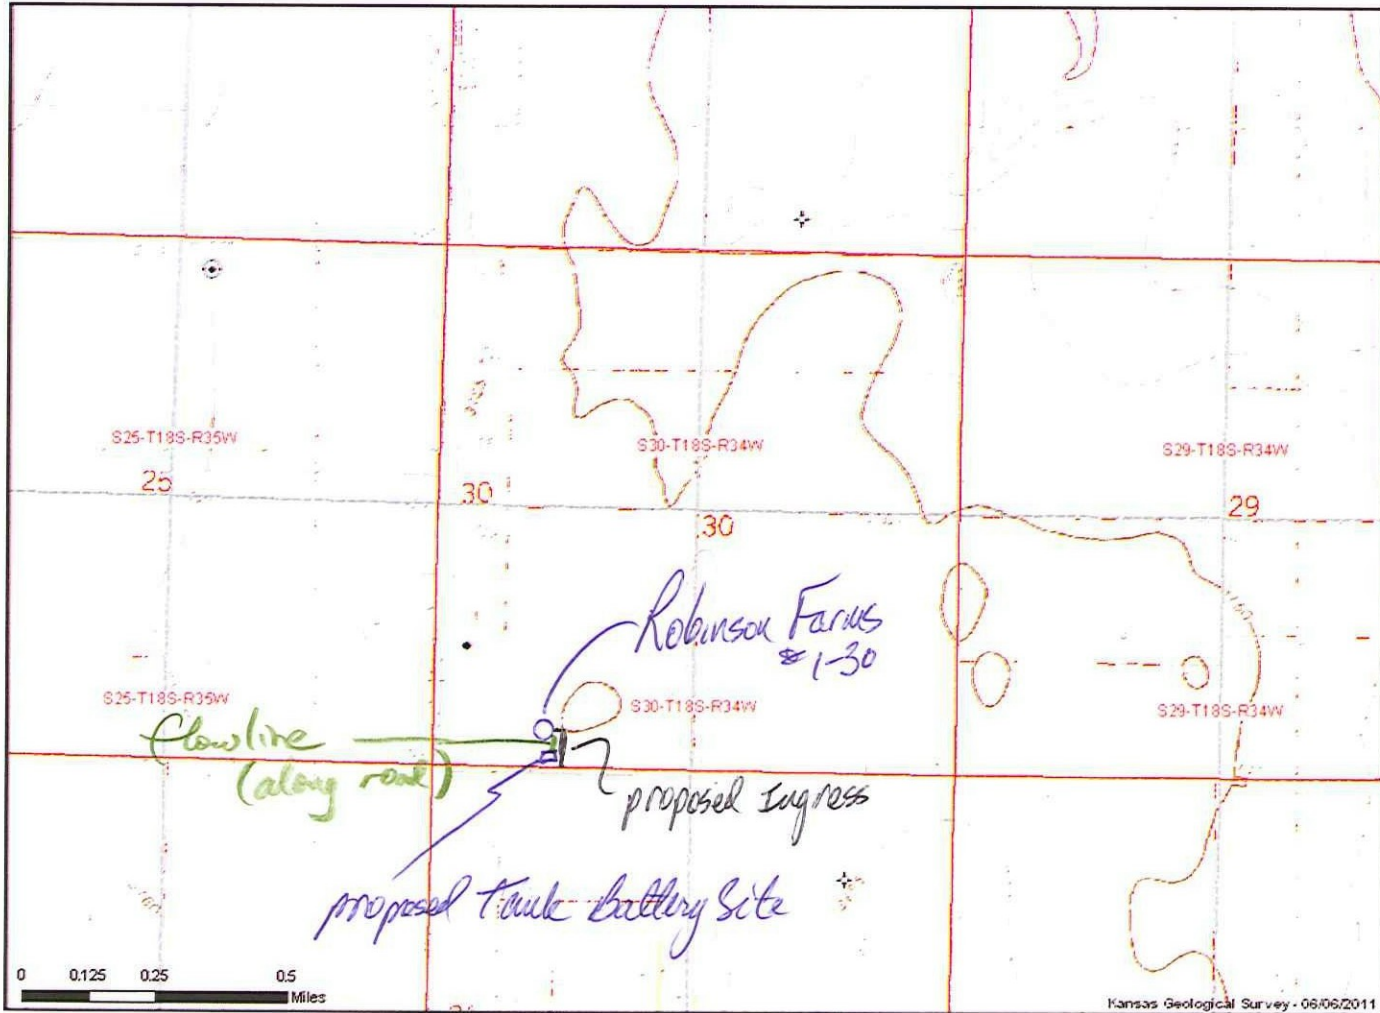 S25-T18S-R35W
S30-T18S-R34W
S29-T18S-R34W
25
30
30
29
Robinson Farms
#1-30
S25-T18S-R35W
S30-T18S-R34W
S29-T18S-R34W
flowline
(along road)
proposed Ingress
proposed Tank Battery Site
0 0.125 0.25 0.5
Miles
Kansas Geological Survey - 06/06/2011